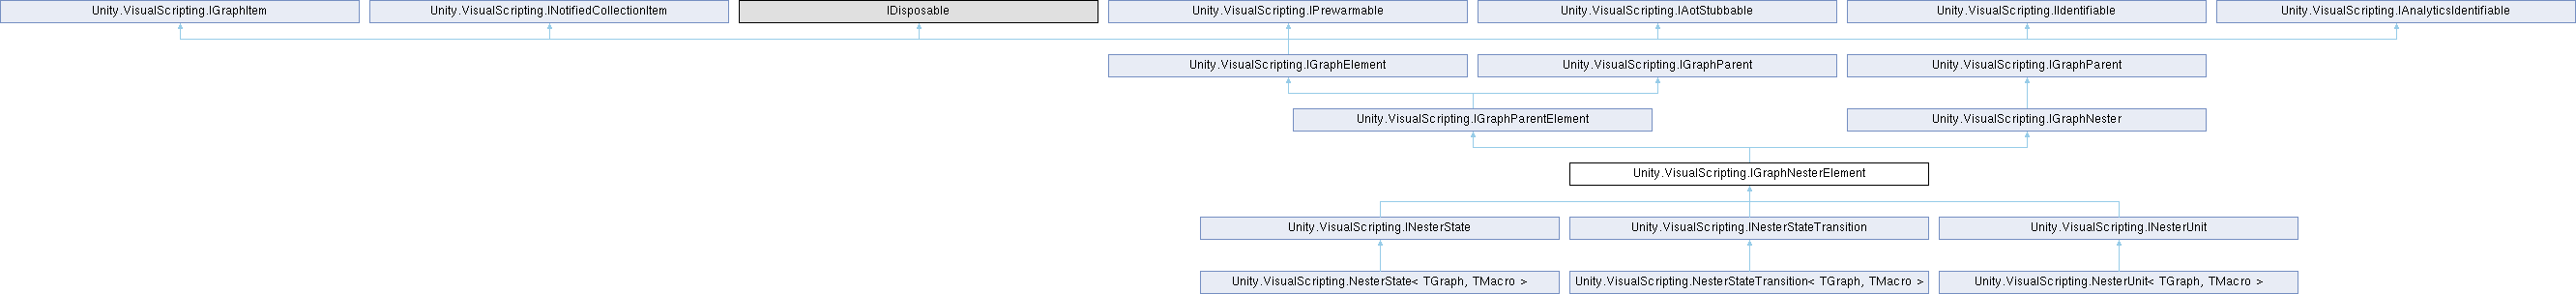 Unity.VisualScripting.IGraphItem
Unity.VisualScripting.INotifiedCollectionItem
IDisposable
Unity.VisualScripting.IPrewarmable
Unity.VisualScripting.IAotStubbable
Unity.VisualScripting.IIdentifiable
Unity.VisualScripting.IAnalyticsIdentifiable
Unity.VisualScripting.IGraphElement
Unity.VisualScripting.IGraphParent
Unity.VisualScripting.IGraphParent
Unity.VisualScripting.IGraphParentElement
Unity.VisualScripting.IGraphNester
Unity.VisualScripting.IGraphNesterElement
Unity.VisualScripting.INesterState
Unity.VisualScripting.INesterStateTransition
Unity.VisualScripting.INesterUnit
Unity.VisualScripting.NesterState< TGraph, TMacro >
Unity.VisualScripting.NesterStateTransition< TGraph, TMacro >
Unity.VisualScripting.NesterUnit< TGraph, TMacro >